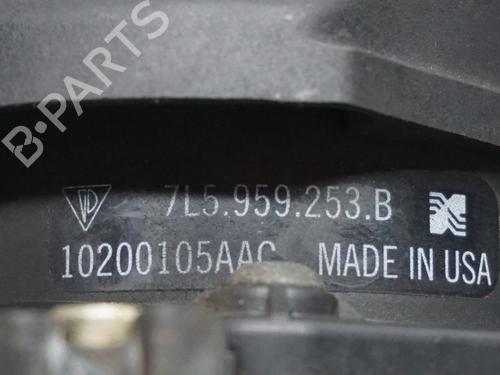 B-PARTS
7L5.959.253.B
10200105AAC MADE IN USA